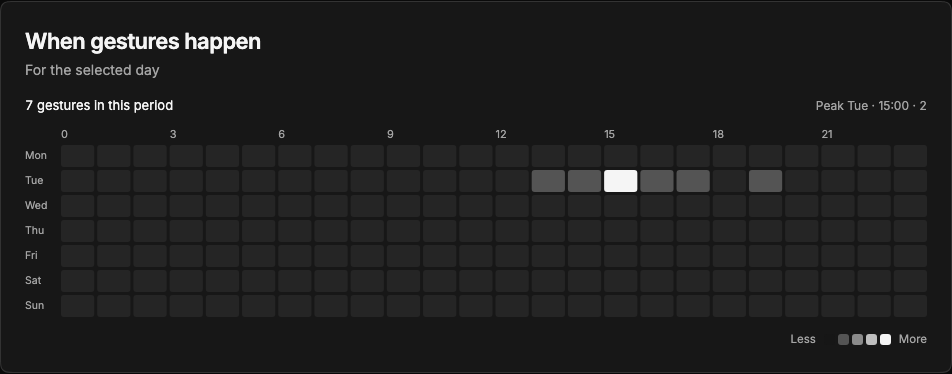 When gestures happen
For the selected day
7 gestures in this period
Peak Tue · 15:00 · 2
0 3 6 9 12 15 18 21
Mon
Tue
Wed
Thu
Fri
Sat
Sun
Less More